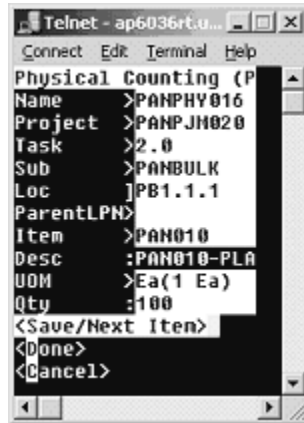 Telnet - ap6036rt.u...
Connect Edit Terminal Help
Physical Counting (P
Name >PANPHY016
Project >PANPJM020
Task >2.0
Sub >PANBULK
Loc ]PB1.1.1
ParentLPN>
Item >PAN010
Desc :PAN010-PLA
UOM >Ea(1 Ea)
Qty :100
<Save/Next Item>
<Done>
<Cancel>